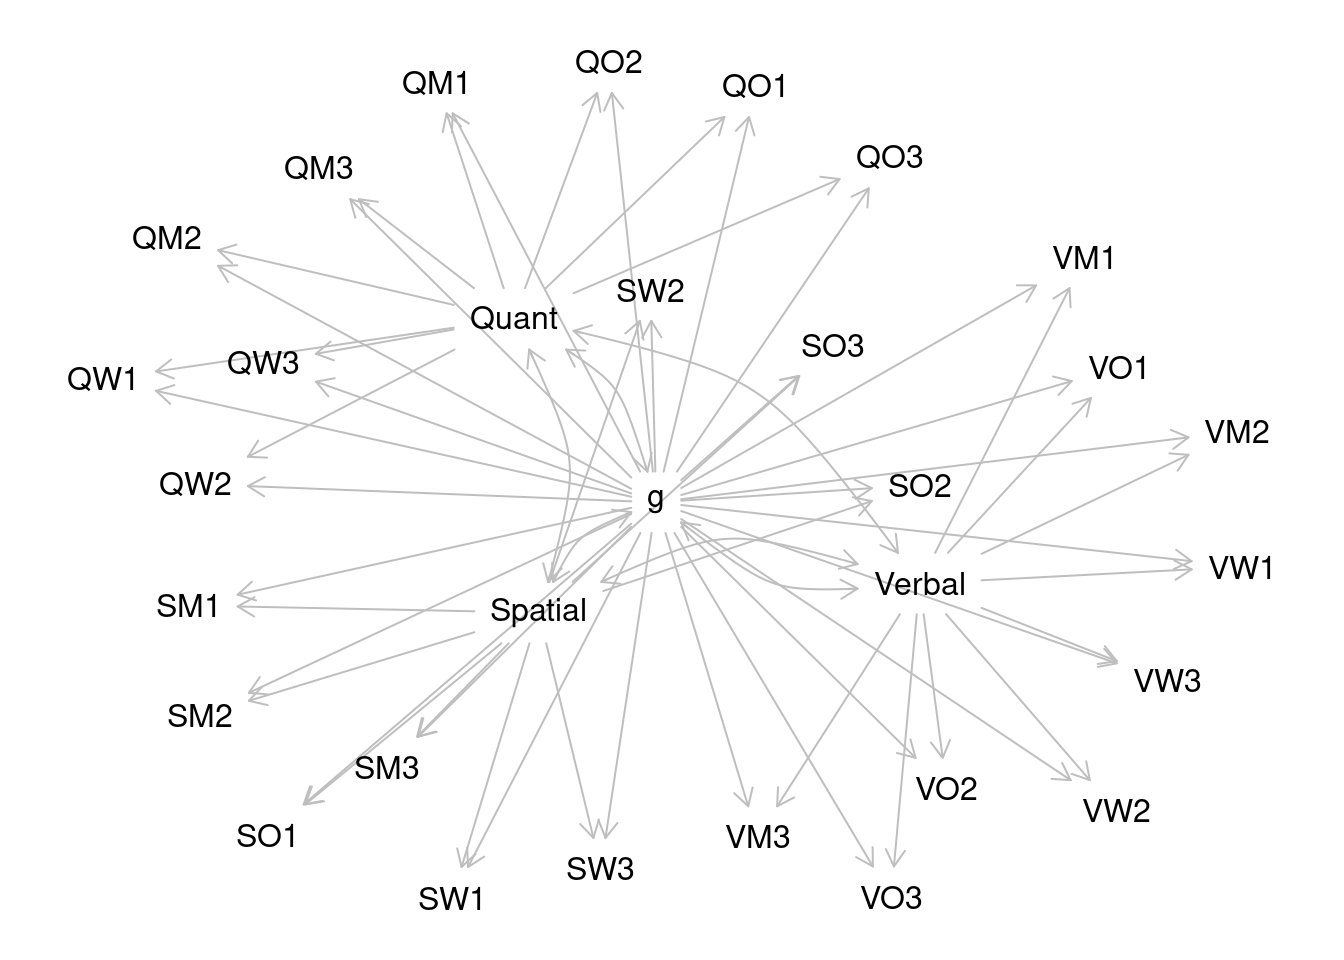 QO2
QM1
QO1
QM3
QO3
QM2
VM1
SW2
Quant
SO3
QW3
VO1
QW1
VM2
QW2
SO2
g
VW1
Verbal
SM1
Spatial
VW3
SM2
SM3
VO2
VW2
SO1
VM3
SW3
SW1
VO3